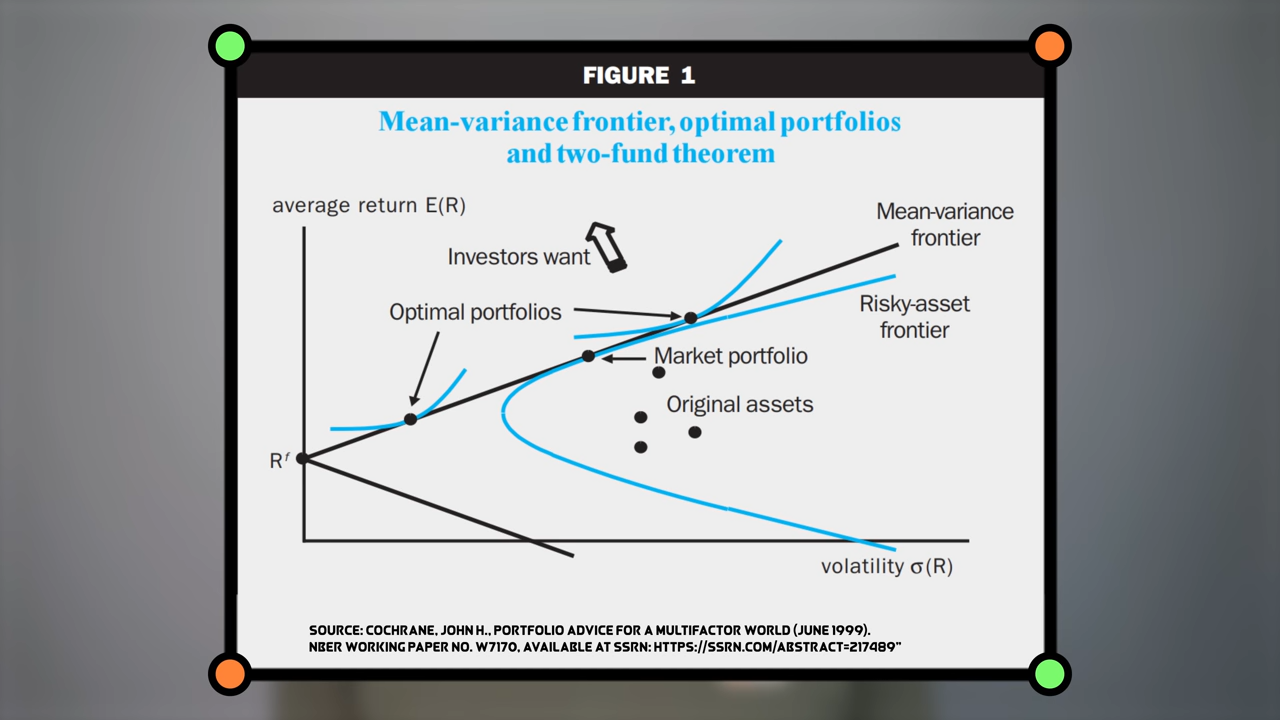 FIGURE 1
Mean-variance frontier, optimal portfolios
and two-fund theorem
average return E(R)
Mean-variance
frontier
Investors want
Optimal portfolios
Risky-asset
frontier
Market portfolio
Original assets
Rᶠ
volatility σ(R)
SOURCE: COCHRANE, JOHN H., PORTFOLIO ADVICE FOR A MULTIFACTOR WORLD (JUNE 1999).
NBER WORKING PAPER NO. W7170, AVAILABLE AT SSRN: HTTPS://SSRN.COM/ABSTRACT=217489"